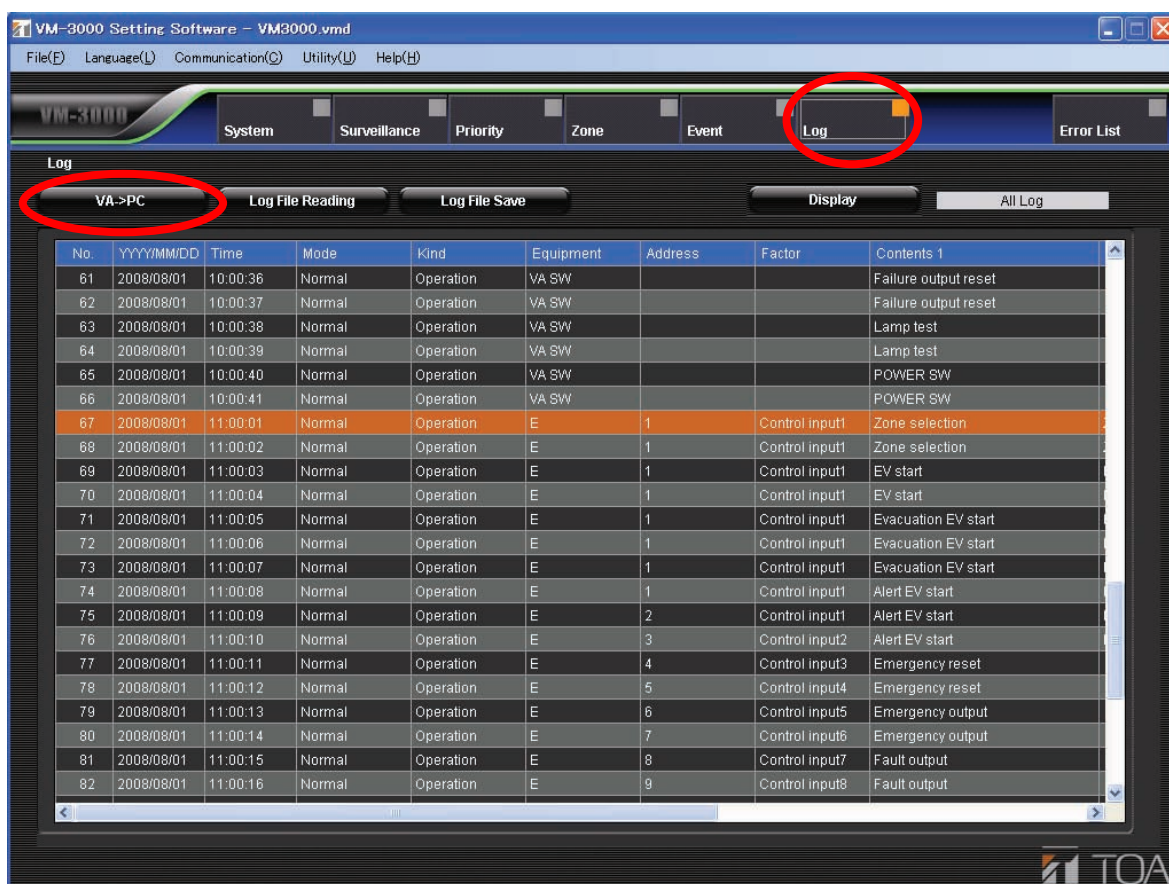 VM-3000 Setting Software - VM3000.vmd
File(F) Language(L) Communication(C) Utility(U) Help(H)
VM-3000 System Surveillance Priority Zone Event Log Error List
Log
VA->PC Log File Reading Log File Save Display All Log
No. YYYY/MM/DD Time Mode Kind Equipment Address Factor Contents 1
61 2008/08/01 10:00:36 Normal Operation VA SW Failure output reset
62 2008/08/01 10:00:37 Normal Operation VA SW Failure output reset
63 2008/08/01 10:00:38 Normal Operation VA SW Lamp test
64 2008/08/01 10:00:39 Normal Operation VA SW Lamp test
65 2008/08/01 10:00:40 Normal Operation VA SW POWER SW
66 2008/08/01 10:00:41 Normal Operation VA SW POWER SW
67 2008/08/01 11:00:01 Normal Operation E 1 Control input1 Zone selection
68 2008/08/01 11:00:02 Normal Operation E 1 Control input1 Zone selection
69 2008/08/01 11:00:03 Normal Operation E 1 Control input1 EV start
70 2008/08/01 11:00:04 Normal Operation E 1 Control input1 EV start
71 2008/08/01 11:00:05 Normal Operation E 1 Control input1 Evacuation EV start
72 2008/08/01 11:00:06 Normal Operation E 1 Control input1 Evacuation EV start
73 2008/08/01 11:00:07 Normal Operation E 1 Control input1 Evacuation EV start
74 2008/08/01 11:00:08 Normal Operation E 1 Control input1 Alert EV start
75 2008/08/01 11:00:09 Normal Operation E 2 Control input1 Alert EV start
76 2008/08/01 11:00:10 Normal Operation E 3 Control input2 Alert EV start
77 2008/08/01 11:00:11 Normal Operation E 4 Control input3 Emergency reset
78 2008/08/01 11:00:12 Normal Operation E 5 Control input4 Emergency reset
79 2008/08/01 11:00:13 Normal Operation E 6 Control input5 Emergency output
80 2008/08/01 11:00:14 Normal Operation E 7 Control input6 Emergency output
81 2008/08/01 11:00:15 Normal Operation E 8 Control input7 Fault output
82 2008/08/01 11:00:16 Normal Operation E 9 Control input8 Fault output
TOA